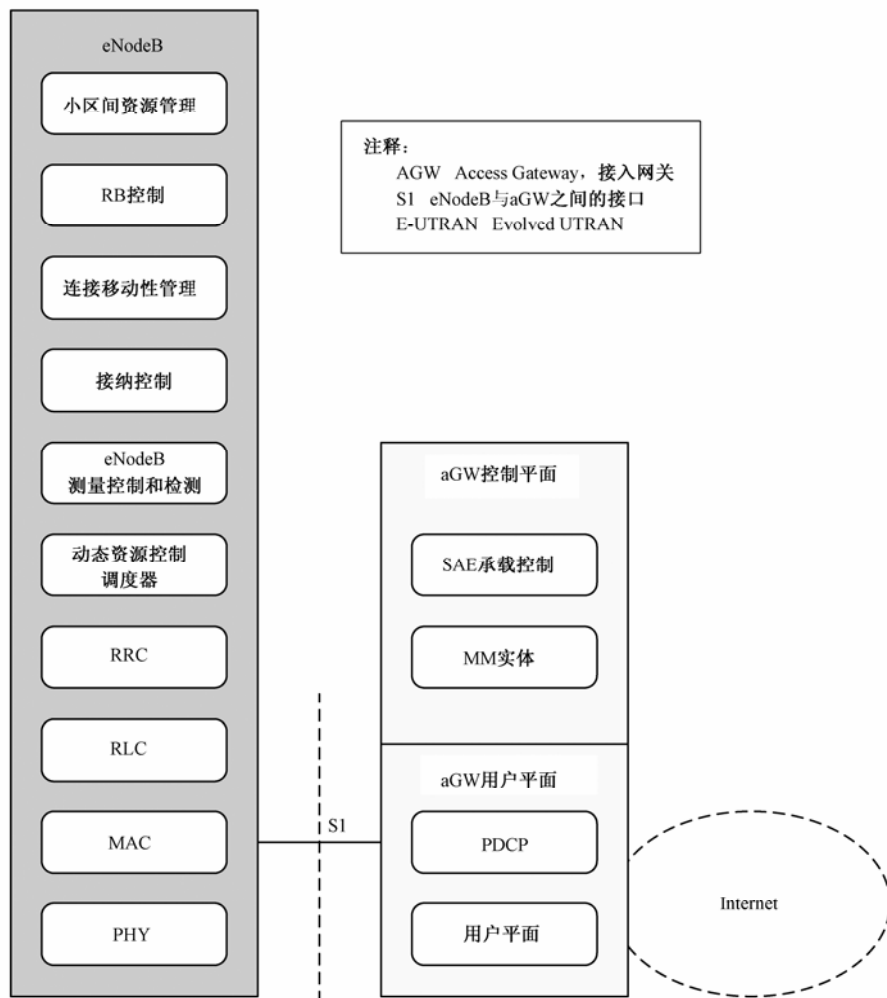 eNodeB
小区间资源管理
RB控制
连接移动性管理
接纳控制
eNodeB
测量控制和检测
动态资源控制
调度器
RRC
RLC
MAC
PHY
注释：
AGW Access Gateway，接入网关
S1 eNodeB与aGW之间的接口
E-UTRAN Evolved UTRAN
aGW控制平面
SAE承载控制
MM实体
aGW用户平面
S1
PDCP
用户平面
Internet